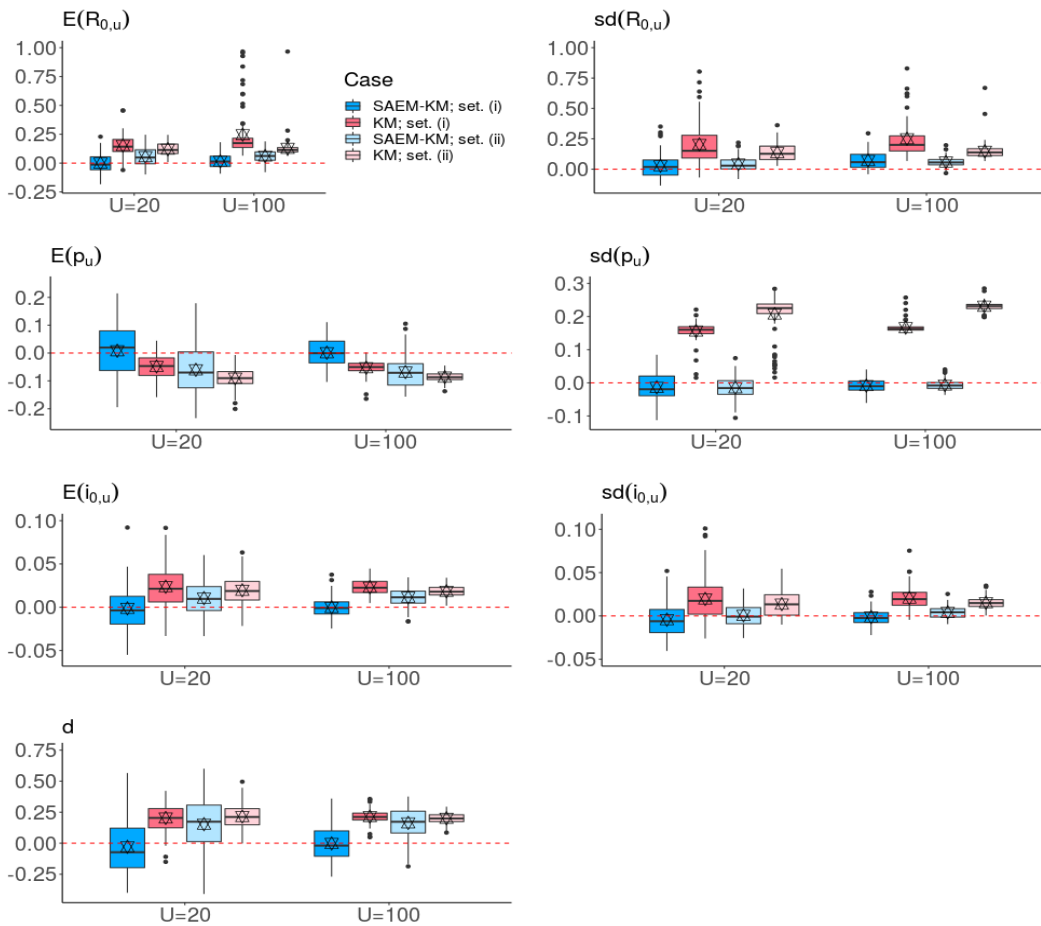 E(R0,u)
1.00
0.75
0.50
0.25
0.00
-0.25
U=20 U=100
Case
SAEM-KM; set. (i)
KM; set. (i)
SAEM-KM; set. (ii)
KM; set. (ii)
sd(R0,u)
1.00
0.75
0.50
0.25
0.00
U=20 U=100
E(pu)
0.2
0.1
0.0
-0.1
-0.2
U=20 U=100
sd(pu)
0.3
0.2
0.1
0.0
-0.1
U=20 U=100
E(i0,u)
0.10
0.05
0.00
-0.05
U=20 U=100
sd(i0,u)
0.10
0.05
0.00
-0.05
U=20 U=100
d
0.75
0.50
0.25
0.00
-0.25
U=20 U=100